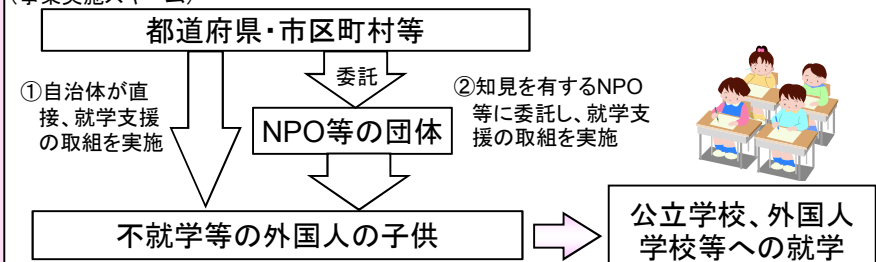 (事業実施スキーム)
都道府県・市区町村等
①自治体が直
接、就学支援
の取組を実施
委託
②知見を有するNPO
等に委託し、就学支
援の取組を実施
NPO等の団体
不就学等の外国人の子供
公立学校、外国人
学校等への就学